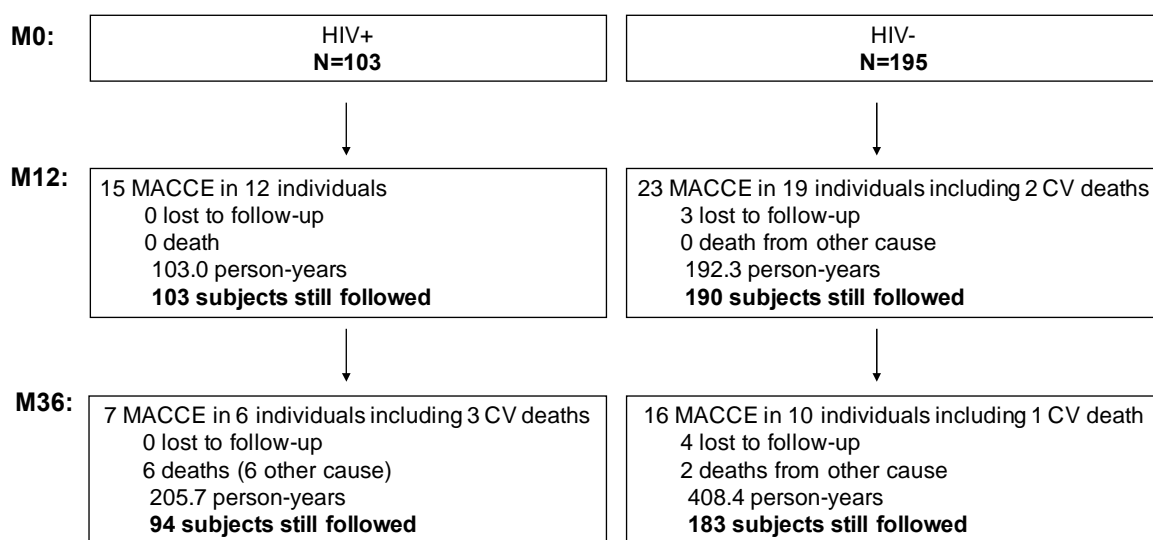 M0:
HIV+
N=103
HIV-
N=195
M12:
15 MACCE in 12 individuals
0 lost to follow-up
0 death
103.0 person-years
103 subjects still followed
23 MACCE in 19 individuals including 2 CV deaths
3 lost to follow-up
0 death from other cause
192.3 person-years
190 subjects still followed
M36:
7 MACCE in 6 individuals including 3 CV deaths
0 lost to follow-up
6 deaths (6 other cause)
205.7 person-years
94 subjects still followed
16 MACCE in 10 individuals including 1 CV death
4 lost to follow-up
2 deaths from other cause
408.4 person-years
183 subjects still followed